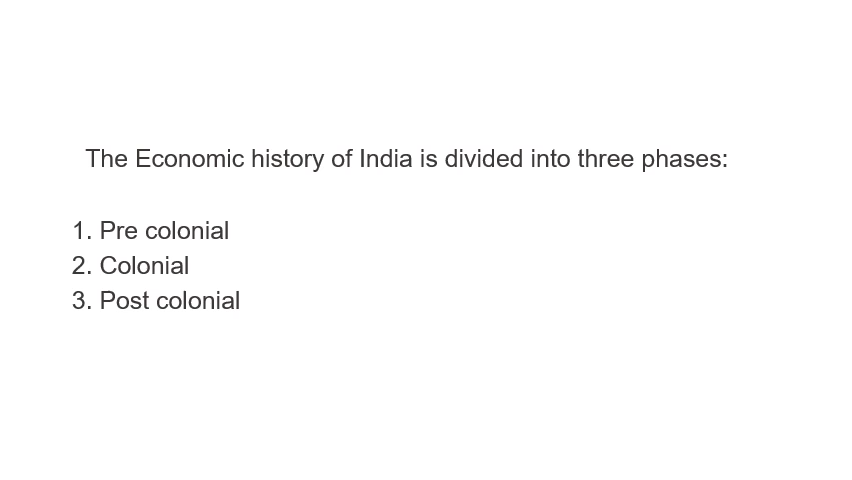 The Economic history of India is divided into three phases:
1. Pre colonial
2. Colonial
3. Post colonial